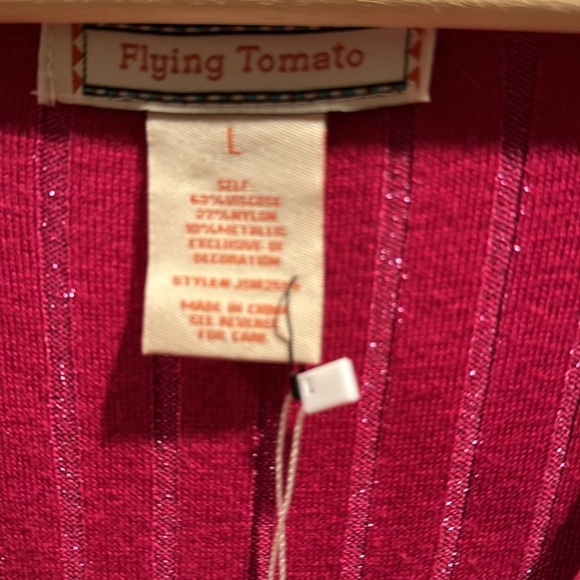 Flying Tomato
L
SELF:
63%VISCOSE
27%NYLON
10%METALLIC
EXCLUSIVE OF
DECORATION
STYLE#
MADE IN CHINA
SEE REVERSE
FOR CARE